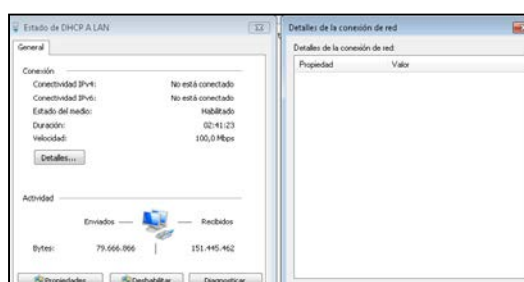 Estado de DHCP A LAN
General
Conexión
Conectividad IPv4: No está conectado
Conectividad IPv6: No está conectado
Estado del medio: Habilitado
Duración: 02:41:23
Velocidad: 100,0 Mbps
Detalles...
Actividad
Enviados Recibidos
Bytes: 79.666.866 151.445.462
Propiedades Deshabilitar Diagnosticar
Detalles de la conexión de red
Detalles de la conexión de red:
Propiedad Valor